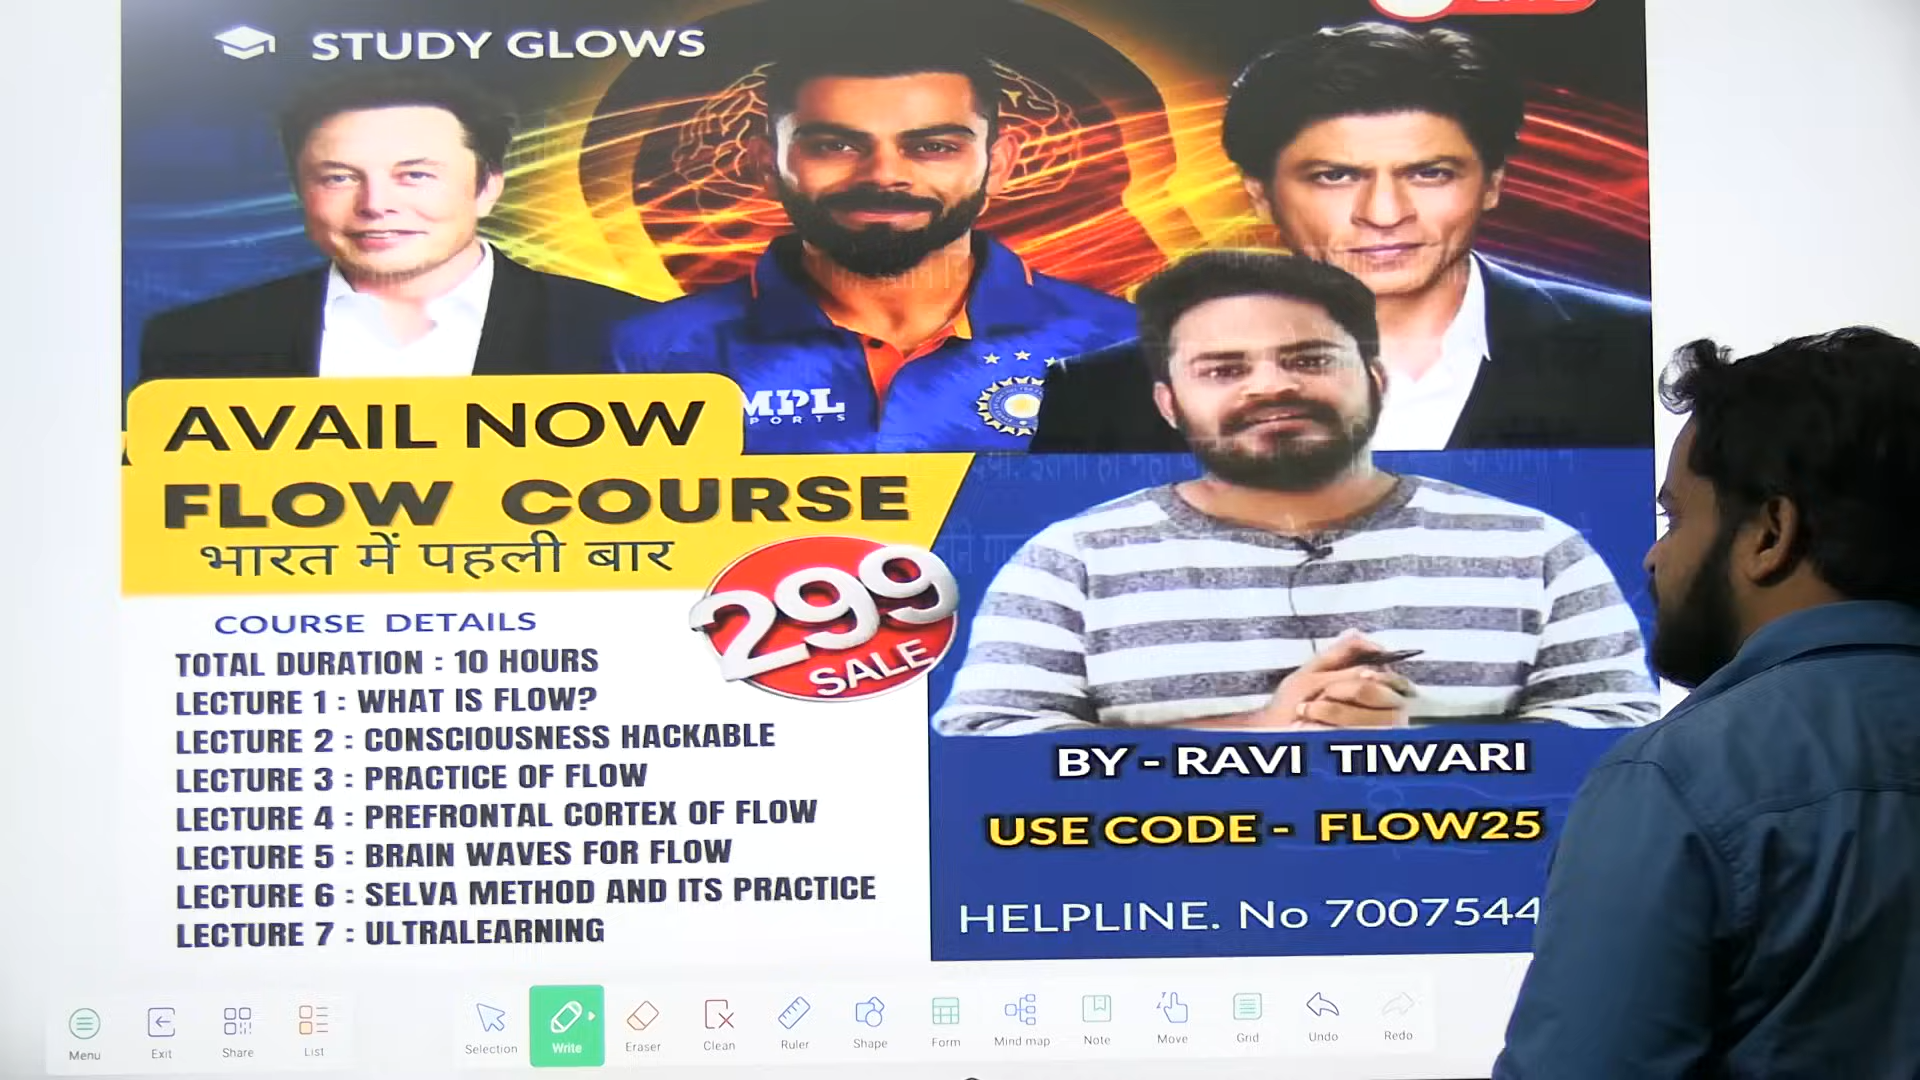 STUDY GLOWS
MPL
SPORTS
AVAIL NOW
FLOW COURSE
भारत में पहली बार
299
SALE
COURSE DETAILS
TOTAL DURATION : 10 HOURS
LECTURE 1 : WHAT IS FLOW?
LECTURE 2 : CONSCIOUSNESS HACKABLE
LECTURE 3 : PRACTICE OF FLOW
LECTURE 4 : PREFRONTAL CORTEX OF FLOW
LECTURE 5 : BRAIN WAVES FOR FLOW
LECTURE 6 : SELVA METHOD AND ITS PRACTICE
LECTURE 7 : ULTRALEARNING
BY - RAVI TIWARI
USE CODE - FLOW25
HELPLINE. No 7007544
Menu Exit Share List Selection Write Eraser Clean Ruler Shape Form Mind map Note Move Grid Undo Redo